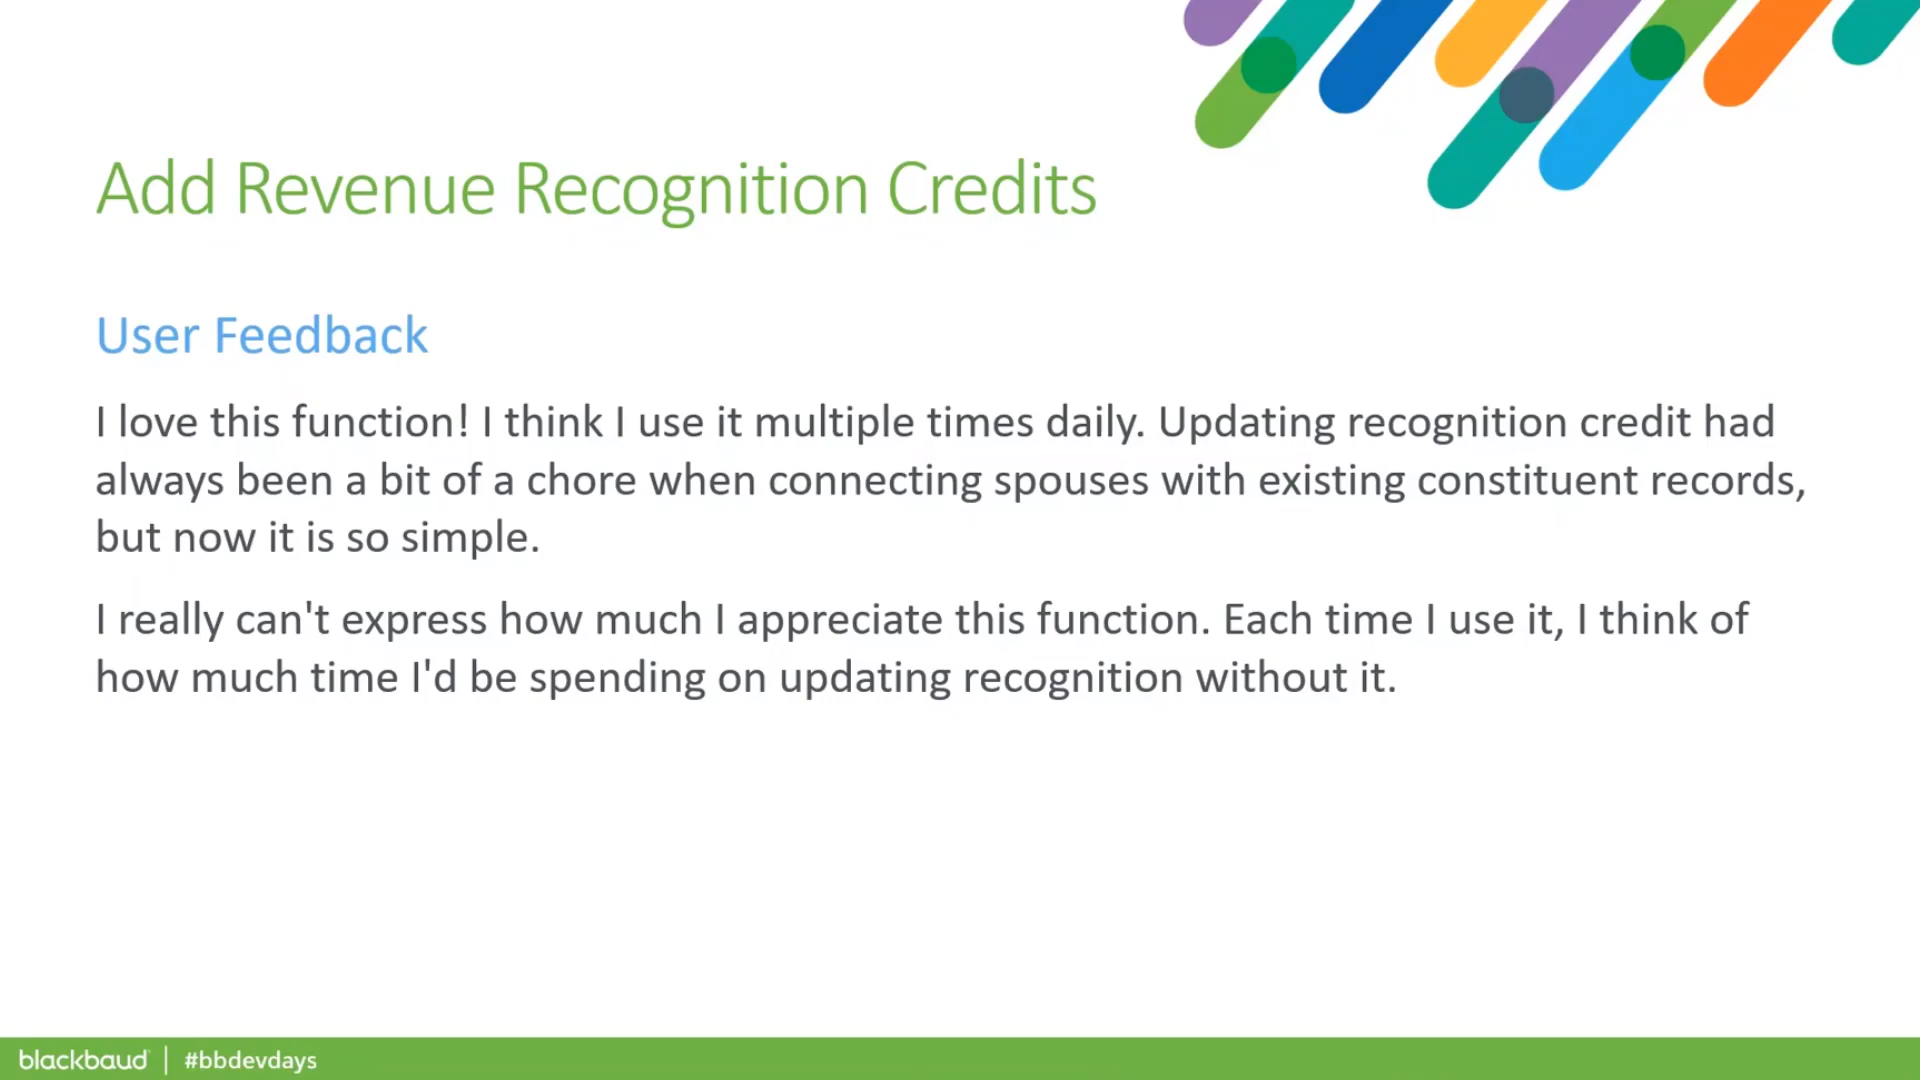 Add Revenue Recognition Credits
User Feedback
I love this function! I think I use it multiple times daily. Updating recognition credit had
always been a bit of a chore when connecting spouses with existing constituent records,
but now it is so simple.
I really can't express how much I appreciate this function. Each time I use it, I think of
how much time I'd be spending on updating recognition without it.
blackbaud | #bbdevdays